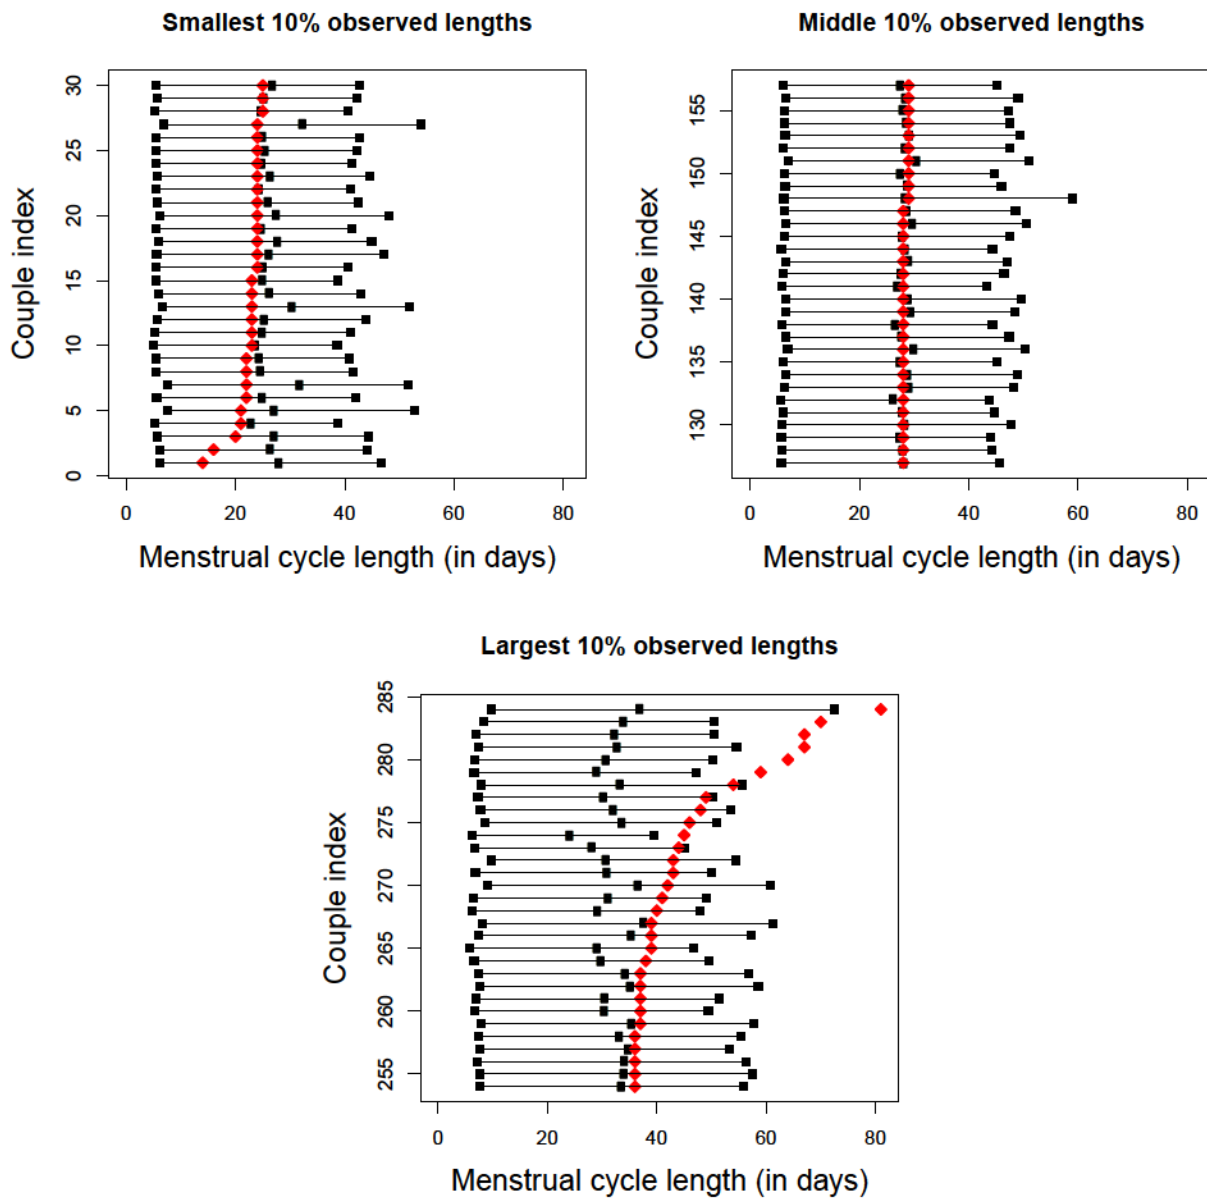 Smallest 10% observed lengths
Couple index
30
25
20
15
10
5
0
0 20 40 60 80
Menstrual cycle length (in days)
Middle 10% observed lengths
Couple index
155
150
145
140
135
130
0 20 40 60 80
Menstrual cycle length (in days)
Largest 10% observed lengths
Couple index
285
280
275
270
265
260
255
0 20 40 60 80
Menstrual cycle length (in days)